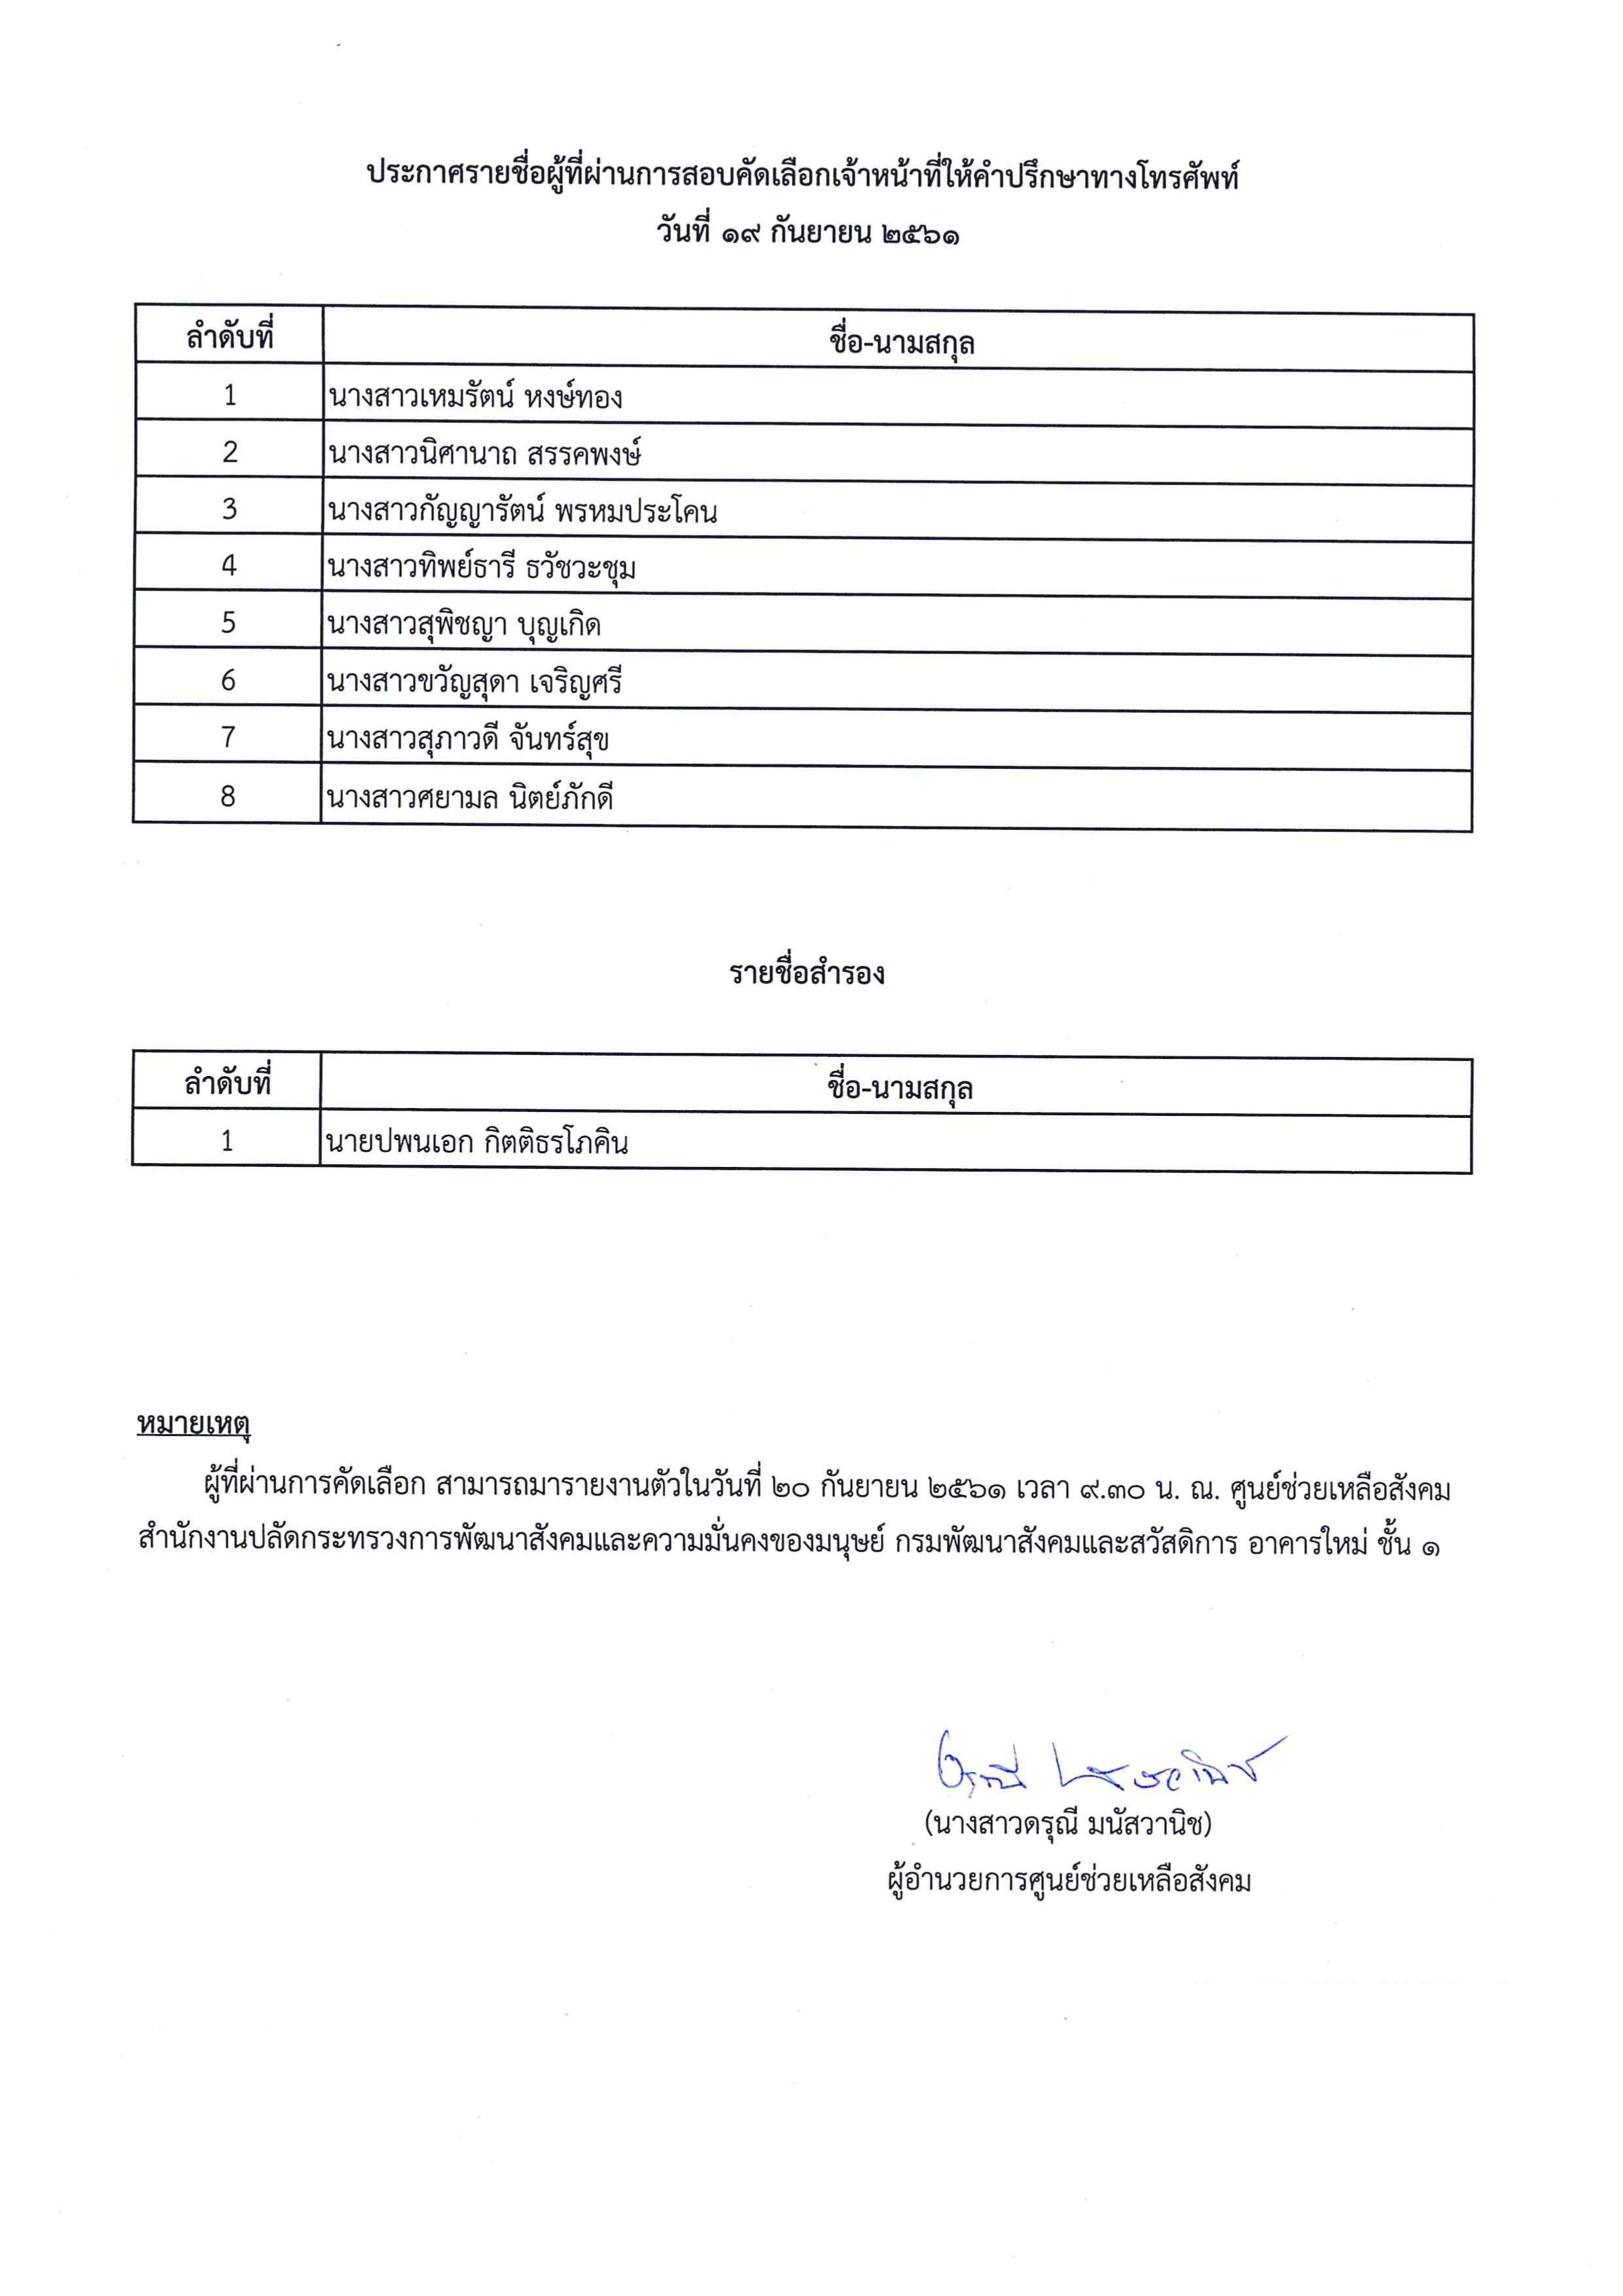 ประกาศรายชื่อผู้ที่ผ่านการสอบคัดเลือกเจ้าหน้าที่ให้คำปรึกษาทางโทรศัพท์
วันที่ ๑๙ กันยายน ๒๕๖๑
ลำดับที่ ชื่อ-นามสกุล
1 นางสาวเหมรัตน์ หงษ์ทอง
2 นางสาวนิศานาถ สรรคพงษ์
3 นางสาวกัญญารัตน์ พรหมประโคน
4 นางสาวทิพย์ธารี ธวัชวะชุม
5 นางสาวสุพิชญา บุญเกิด
6 นางสาวขวัญสุดา เจริญศรี
7 นางสาวสุภาวดี จันทร์สุข
8 นางสาวศยามล นิตย์ภักดี
รายชื่อสำรอง
ลำดับที่ ชื่อ-นามสกุล
1 นายปพนเอก กิตติธรโภคิน
หมายเหตุ
ผู้ที่ผ่านการคัดเลือก สามารถมารายงานตัวในวันที่ ๒๐ กันยายน ๒๕๖๑ เวลา ๙.๓๐ น. ณ. ศูนย์ช่วยเหลือสังคม
สำนักงานปลัดกระทรวงการพัฒนาสังคมและความมั่นคงของมนุษย์ กรมพัฒนาสังคมและสวัสดิการ อาคารใหม่ ชั้น ๑
(นางสาวดรุณี มนัสวานิช)
ผู้อำนวยการศูนย์ช่วยเหลือสังคม